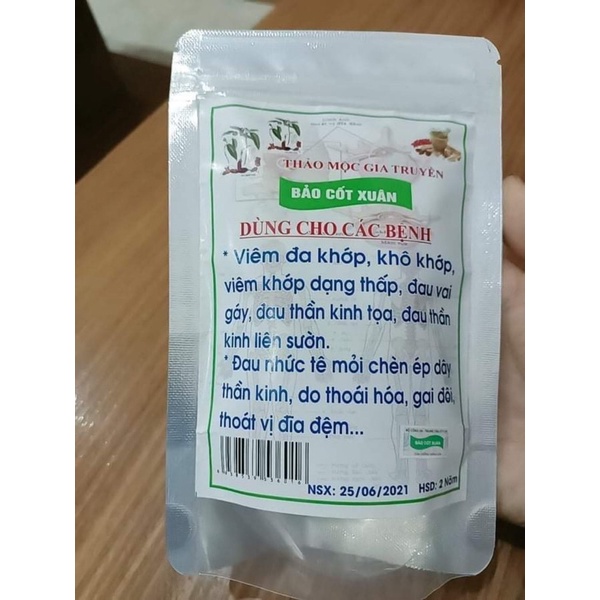 THẢO MỘC GIA TRUYỀN
BẢO CỐT XUÂN
DÙNG CHO CÁC BỆNH
* Viêm đa khớp, khô khớp,
viêm khớp dạng thấp, đau vai
gáy, đau thần kinh tọa, đau thần
kinh liên sườn.
* Đau nhức tê mỏi chèn ép dây
thần kinh, do thoái hóa, gai đôi,
thoát vị đĩa đệm...
BẢO CỐT XUÂN
NSX: 25/06/2021 HSD: 2 Năm